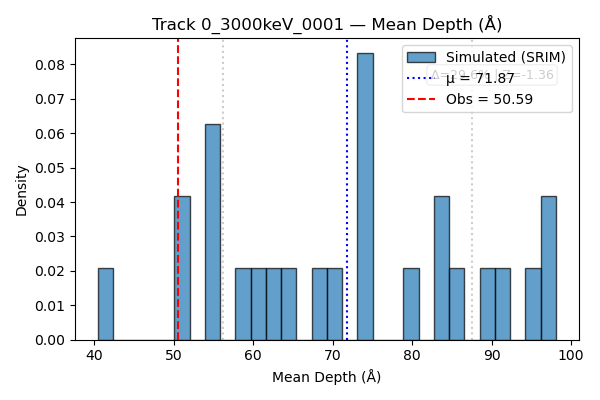 Track 0_3000keV_0001 — Mean Depth (Å)
Simulated (SRIM)
μ = 71.87
Obs = 50.59
Z=-1.36
Density
0.08
0.07
0.06
0.05
0.04
0.03
0.02
0.01
0.00
40
50
60
70
80
90
100
Mean Depth (Å)